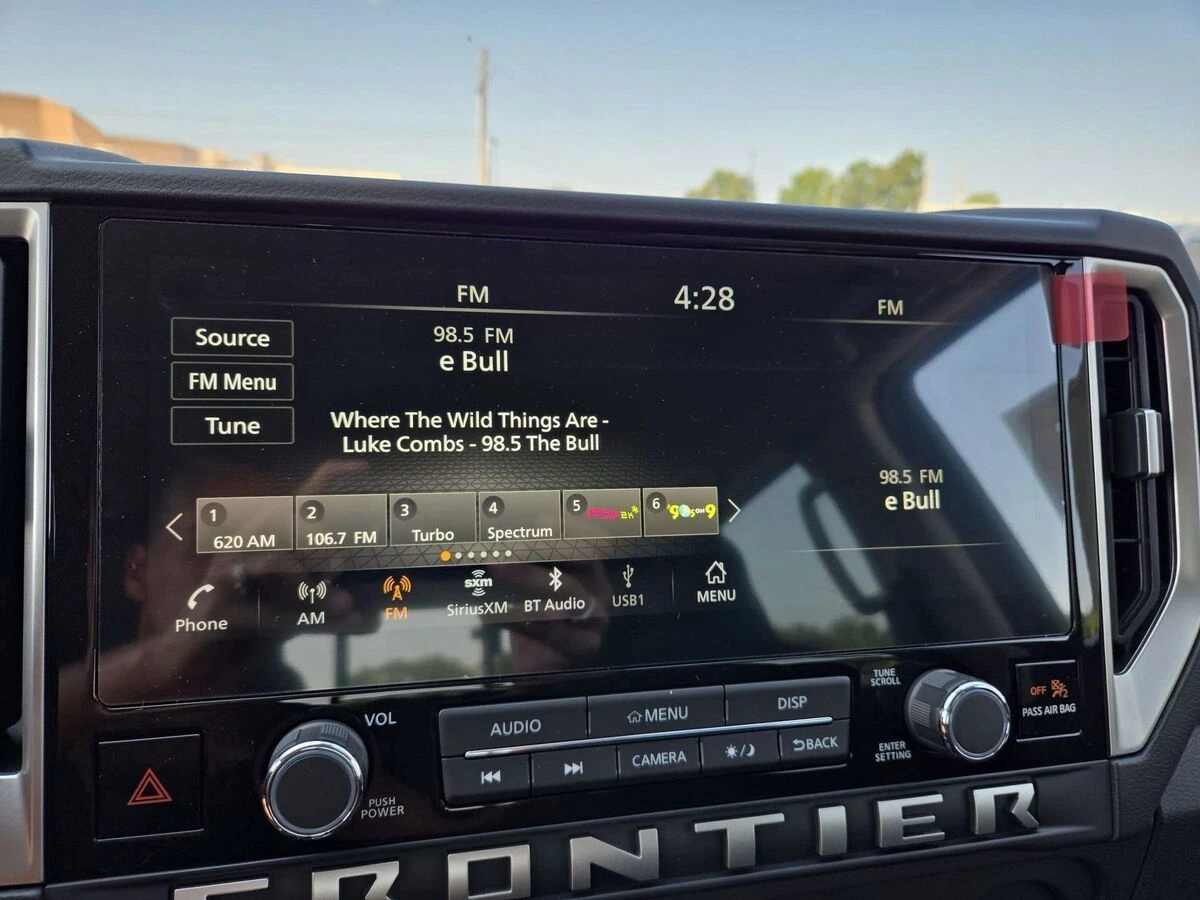 FM
4:28
FM
Source
FM Menu
Tune
98.5 FM
e Bull
Where The Wild Things Are -
Luke Combs - 98.5 The Bull
98.5 FM
e Bull
1
620 AM
2
106.7 FM
3
Turbo
4
Spectrum
5
6
Phone
AM
FM
sxm
SiriusXM
BT Audio
USB1
MENU
VOL
PUSH
POWER
AUDIO
MENU
DISP
CAMERA
BACK
TUNE
SCROLL
ENTER
SETTING
OFF
2
PASS AIR BAG
FRONTIER